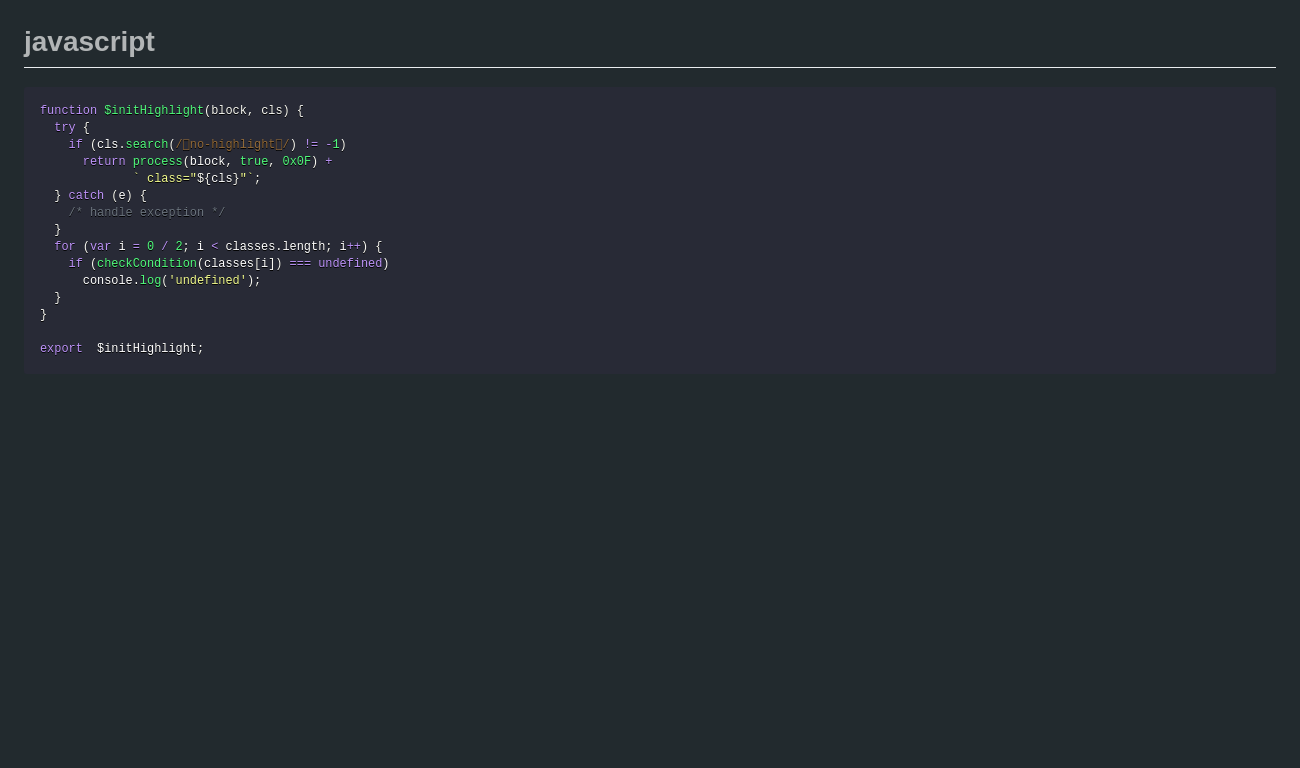 javascript
function $initHighlight(block, cls) {
  try {
    if (cls.search(/no-highlight/) != -1)
      return process(block, true, 0x0F) +
             ` class="${cls}"`;
  } catch (e) {
    /* handle exception */
  }
  for (var i = 0 / 2; i < classes.length; i++) {
    if (checkCondition(classes[i]) === undefined)
      console.log('undefined');
  }
}

export  $initHighlight;